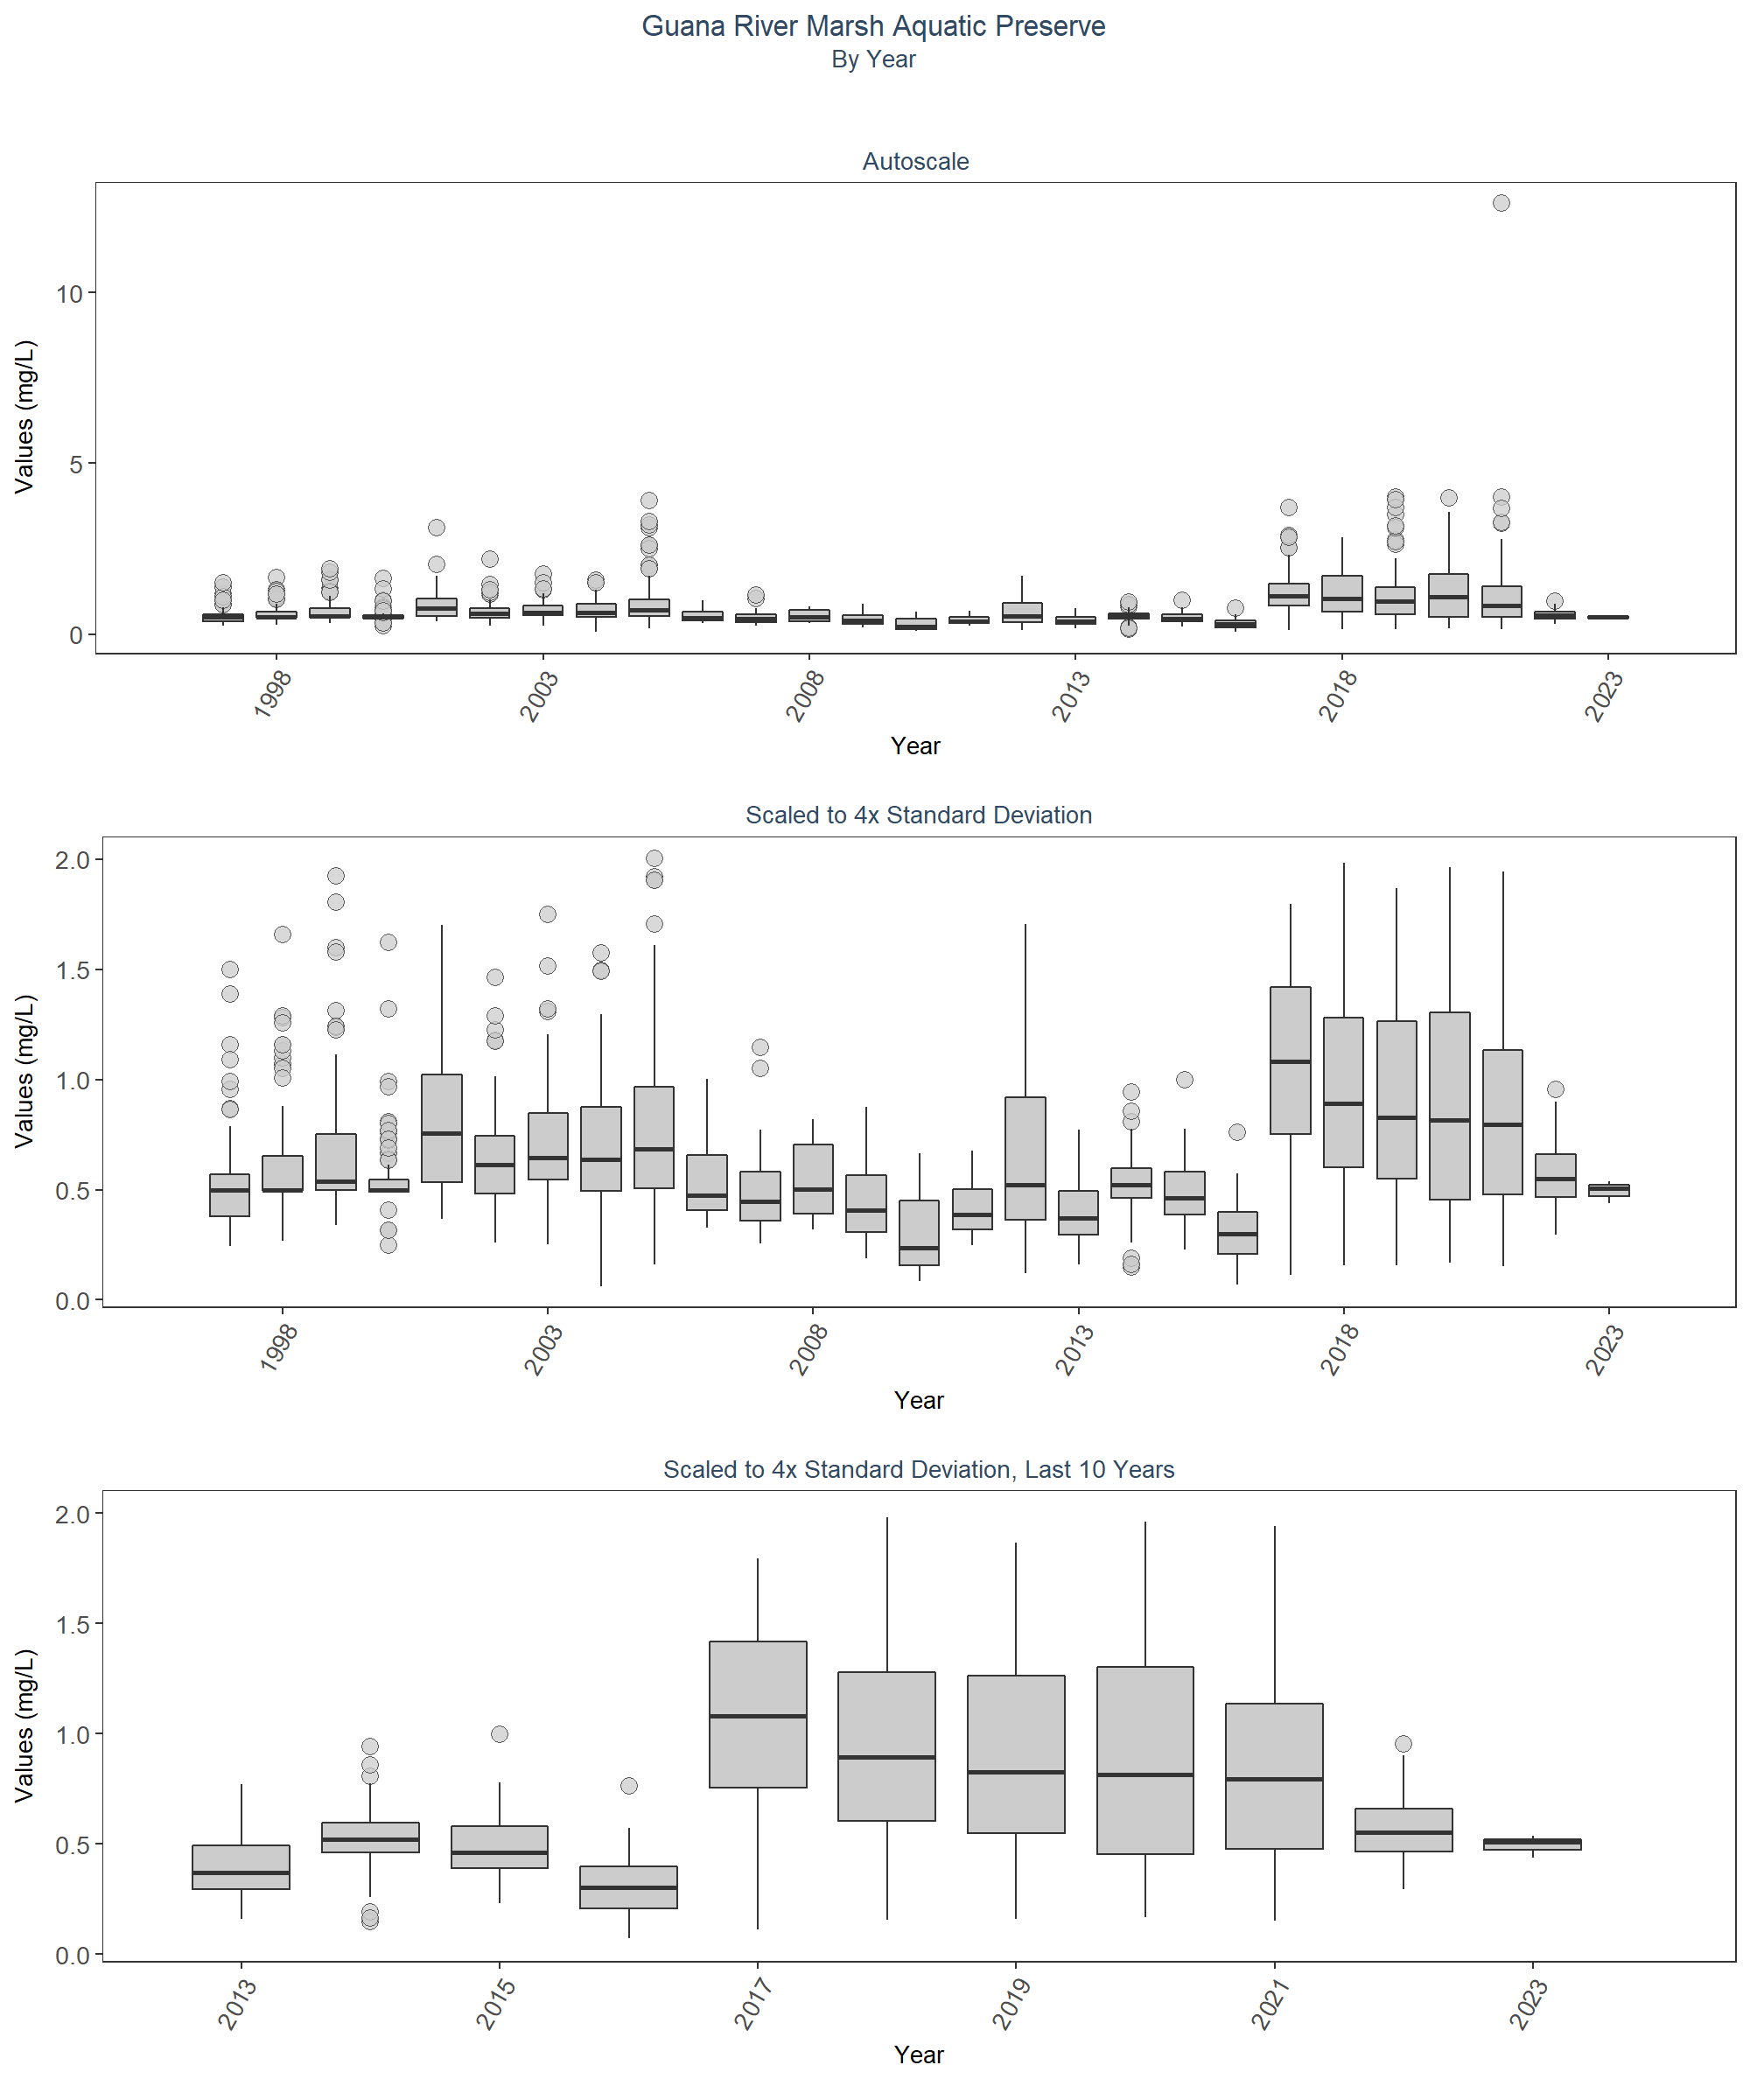 Guana River Marsh Aquatic Preserve
By Year
Autoscale
Values (mg/L)
10
5
0
1998 2003 2008 2013 2018 2023
Year
Scaled to 4x Standard Deviation
Values (mg/L)
2.0
1.5
1.0
0.5
0.0
1998 2003 2008 2013 2018 2023
Year
Scaled to 4x Standard Deviation, Last 10 Years
Values (mg/L)
2.0
1.5
1.0
0.5
0.0
2013 2015 2017 2019 2021 2023
Year